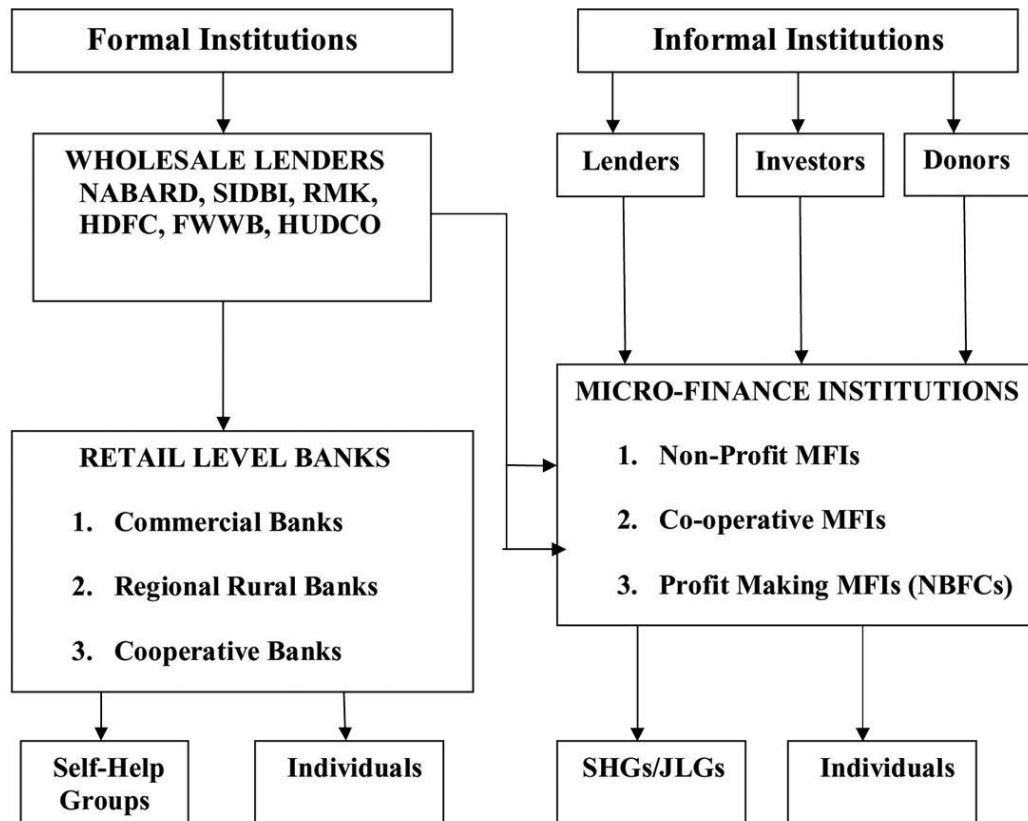 Formal Institutions
Informal Institutions
WHOLESALE LENDERS
NABARD, SIDBI, RMK,
HDFC, FWWB, HUDCO
Lenders
Investors
Donors
MICRO-FINANCE INSTITUTIONS
1. Non-Profit MFIs
2. Co-operative MFIs
3. Profit Making MFIs (NBFCs)
RETAIL LEVEL BANKS
1. Commercial Banks
2. Regional Rural Banks
3. Cooperative Banks
Self-Help
Groups
Individuals
SHGs/JLGs
Individuals